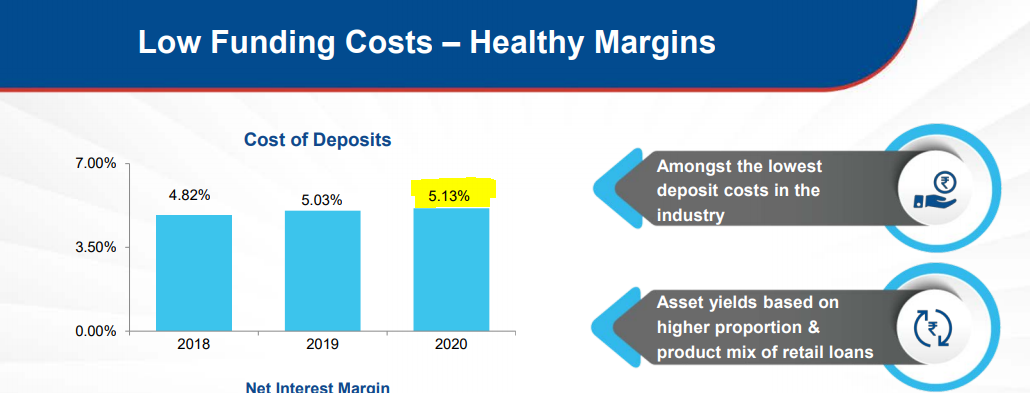 Low Funding Costs – Healthy Margins
Cost of Deposits
7.00%
3.50%
0.00%
4.82%
5.03%
5.13%
2018
2019
2020
Net Interest Margin
Amongst the lowest
deposit costs in the
industry
₹
Asset yields based on
higher proportion &
product mix of retail loans
₹